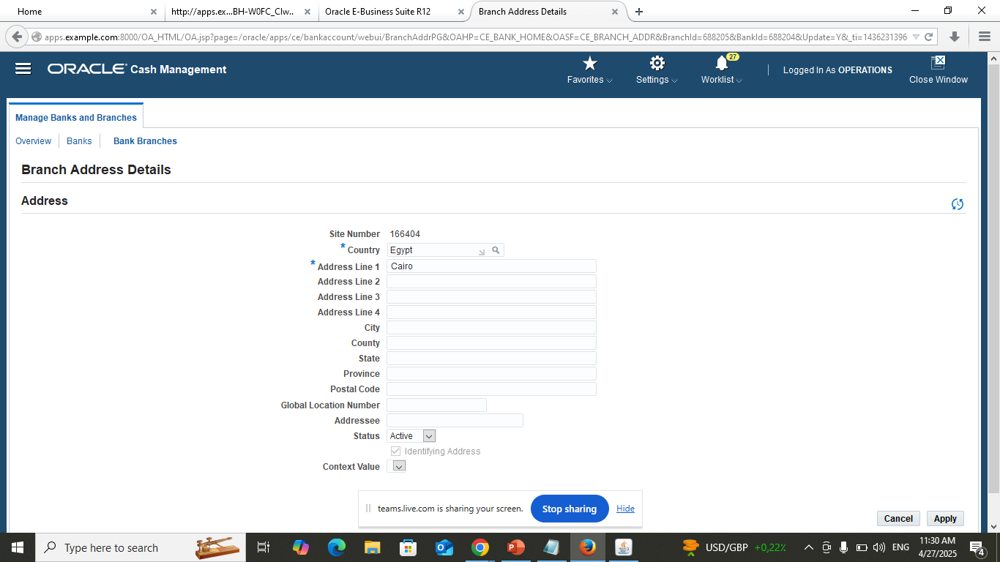 Home
http://apps.ex...BH-W0FC_Clw..
Oracle E-Business Suite R12
Branch Address Details
apps.example.com:8000/OA_HTML/OA.jsp?page=/oracle/apps/ce/bankaccount/webui/BranchAddrPG&OAHP=CE_BANK_HOME&OASF=CE_BRANCH_ADDR&BranchId=688205&BankId=688204&Update=Y&_ti=1436231396
ORACLE Cash Management
Favorites
Settings
27
Worklist
Logged In As OPERATIONS
Close Window
Manage Banks and Branches
Overview
Banks
Bank Branches
Branch Address Details
Address
Site Number 166404
* Country Egypt
* Address Line 1 Cairo
Address Line 2
Address Line 3
Address Line 4
City
County
State
Province
Postal Code
Global Location Number
Addressee
Status Active
Identifying Address
Context Value
teams.live.com is sharing your screen.
Stop sharing
Hide
Cancel
Apply
Type here to search
USD/GBP +0,22%
ENG
11:30 AM
4/27/2025
4